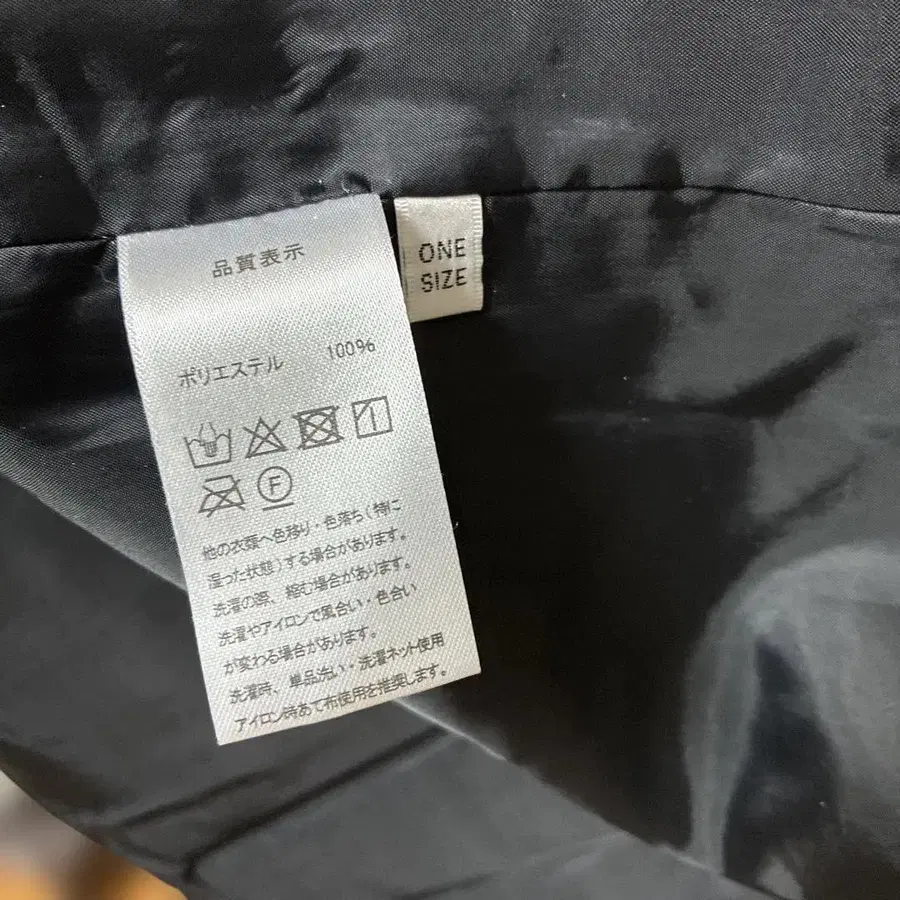 品質表示
ONE
SIZE
ポリエステル 100%
F
他の衣類へ色移り・色落ち(特に
湿った状態)する場合があります。
洗濯の際、縮む場合があります。
洗濯やアイロンで風合い・色合い
が変わる場合があります。
洗濯時、単品洗い・洗濯ネット使用
アイロン時あて布使用を推奨します。